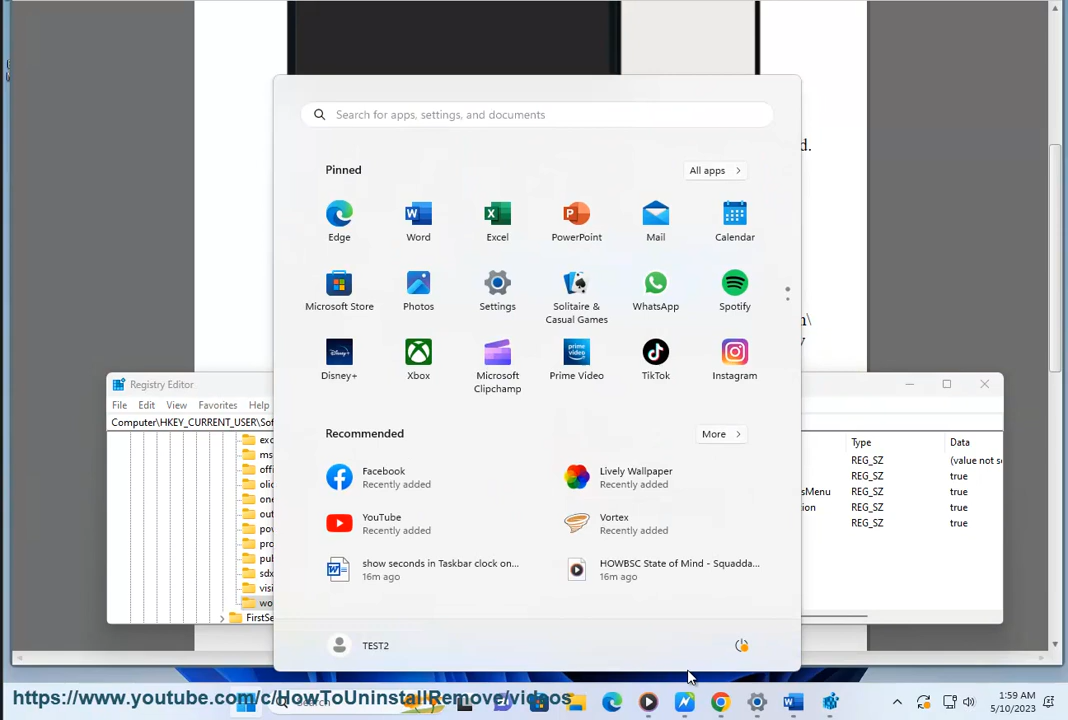 d.
Search for apps, settings, and documents
Pinned
All apps
Edge
Word
Excel
PowerPoint
Mail
Calendar
Microsoft Store
Photos
Settings
Solitaire &
Casual Games
WhatsApp
Spotify
m\
y
Disney+
Xbox
Microsoft
Clipchamp
Prime Video
TikTok
Instagram
Registry Editor
File Edit View Favorites Help
Computer\HKEY_CURRENT_USER\Sof
Recommended
More
Facebook
Recently added
Lively Wallpaper
Recently added
YouTube
Recently added
Vortex
Recently added
show seconds in Taskbar clock on...
16m ago
HOWBSC State of Mind - Squadda...
16m ago
exc
ms
offi
olic
one
out
pov
pro
pub
sdx
visi
wo
FirstSe
Type Data
REG_SZ (value not s
REG_SZ true
sMenu REG_SZ true
ion REG_SZ true
REG_SZ true
TEST2
https://www.youtube.com/c/HowToUninstallRemove/videos
Search
1:59 AM
5/10/2023